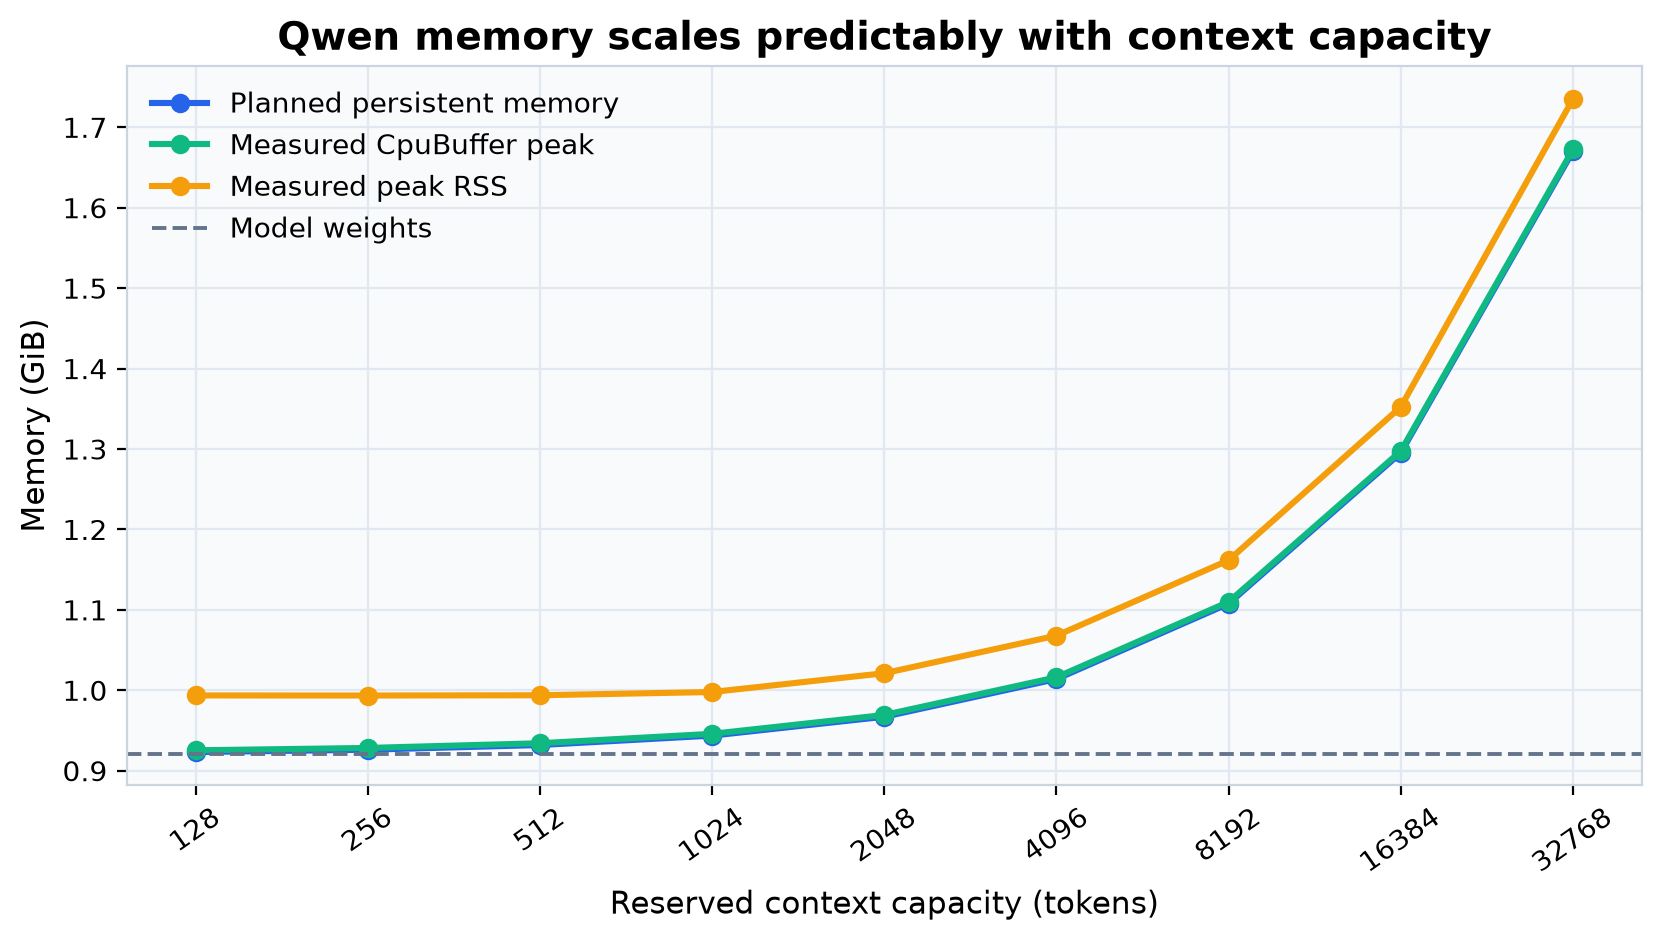 Qwen memory scales predictably with context capacity
Planned persistent memory
Measured CpuBuffer peak
Measured peak RSS
Model weights
Memory (GiB)
1.7
1.6
1.5
1.4
1.3
1.2
1.1
1.0
0.9
128
256
512
1024
2048
4096
8192
16384
32768
Reserved context capacity (tokens)